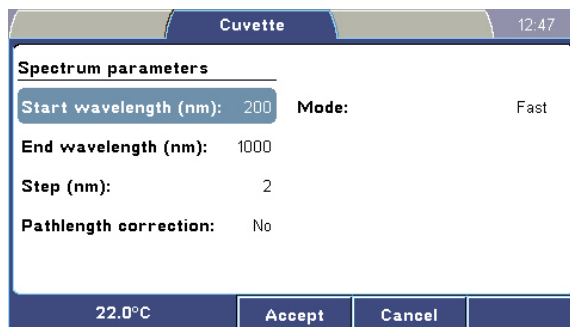 Cuvette 12:47
Spectrum parameters
Start wavelength (nm): 200 Mode: Fast
End wavelength (nm): 1000
Step (nm): 2
Pathlength correction: No
22.0°C Accept Cancel